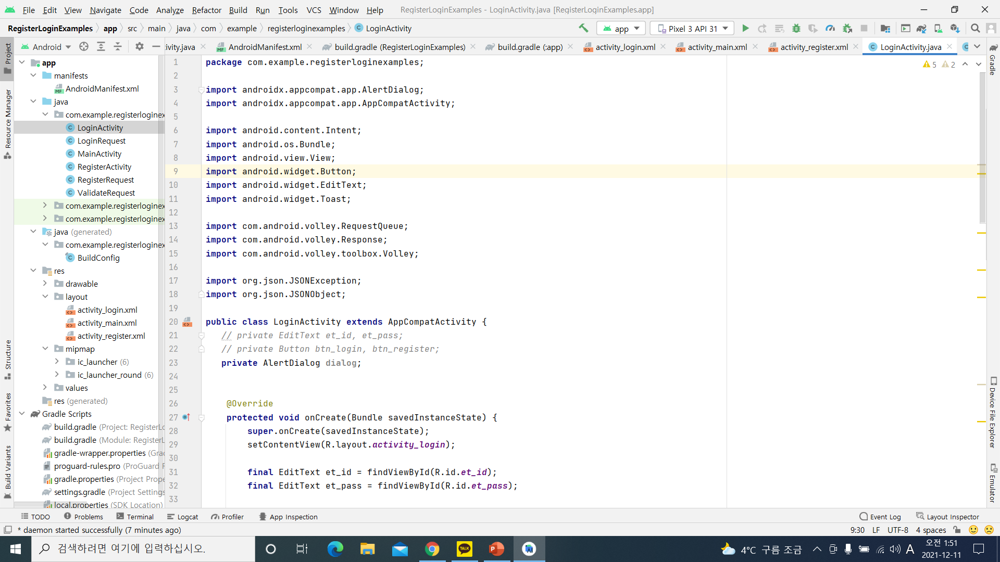 File Edit View Navigate Code Analyze Refactor Build Run Tools VCS Window Help RegisterLoginExamples - LoginActivity.java [RegisterLoginExamples.app]
RegisterLoginExamples app src main java com example registerloginexamples LoginActivity app Pixel 3 API 31
Android ivity.java AndroidManifest.xml build.gradle (RegisterLoginExamples) build.gradle (:app) activity_login.xml activity_main.xml activity_register.xml LoginActivity.java
Project
Resource Manager
Structure
Favorites
Build Variants
app
manifests
AndroidManifest.xml
java
com.example.registerloginex
LoginActivity
LoginRequest
MainActivity
RegisterActivity
RegisterRequest
ValidateRequest
com.example.registerloginex
com.example.registerloginex
java (generated)
com.example.registerloginex
BuildConfig
res
drawable
layout
activity_login.xml
activity_main.xml
activity_register.xml
mipmap
ic_launcher (6)
ic_launcher_round (6)
values
res (generated)
Gradle Scripts
build.gradle (Project: RegisterLo
build.gradle (Module: RegisterL
gradle-wrapper.properties (Grad
proguard-rules.pro (ProGuard R
gradle.properties (Project Prope
settings.gradle (Project Settings
local.properties (SDK Location)
5 2
1 package com.example.registerloginexamples;
2
3 import androidx.appcompat.app.AlertDialog;
4 import androidx.appcompat.app.AppCompatActivity;
5
6 import android.content.Intent;
7 import android.os.Bundle;
8 import android.view.View;
9 import android.widget.Button;
10 import android.widget.EditText;
11 import android.widget.Toast;
12
13 import com.android.volley.RequestQueue;
14 import com.android.volley.Response;
15 import com.android.volley.toolbox.Volley;
16
17 import org.json.JSONException;
18 import org.json.JSONObject;
19
20 public class LoginActivity extends AppCompatActivity {
21 // private EditText et_id, et_pass;
22 // private Button btn_login, btn_register;
23 private AlertDialog dialog;
24
25
26 @Override
27 protected void onCreate(Bundle savedInstanceState) {
28 super.onCreate(savedInstanceState);
29 setContentView(R.layout.activity_login);
30
31 final EditText et_id = findViewById(R.id.et_id);
32 final EditText et_pass = findViewById(R.id.et_pass);
33
Gradle
Device File Explorer
Emulator
TODO Problems Terminal Logcat Profiler App Inspection Event Log Layout Inspector
* daemon started successfully (7 minutes ago) 9:30 LF UTF-8 4 spaces
검색하려면 여기에 입력하십시오. TALK 4°C 구름 조금 A 오전 1:51
2021-12-11